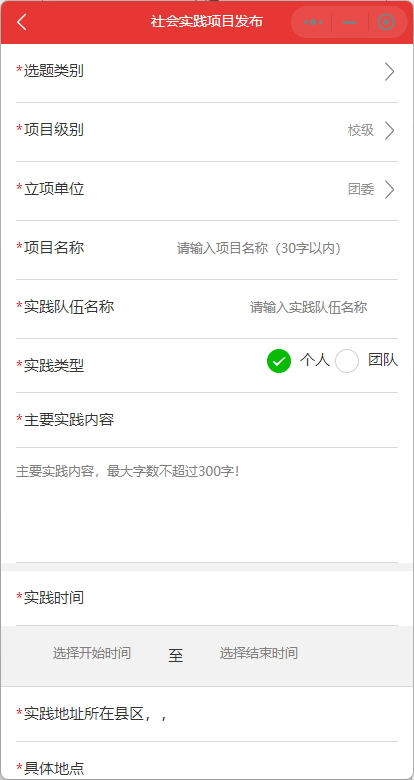 社会实践项目发布
*选题类别
*项目级别 校级
*立项单位 团委
*项目名称 请输入项目名称（30字以内）
*实践队伍名称 请输入实践队伍名称
*实践类型 个人 团队
*主要实践内容
主要实践内容，最大字数不超过300字！
*实践时间
选择开始时间 至 选择结束时间
*实践地址所在县区，，
*具体地点